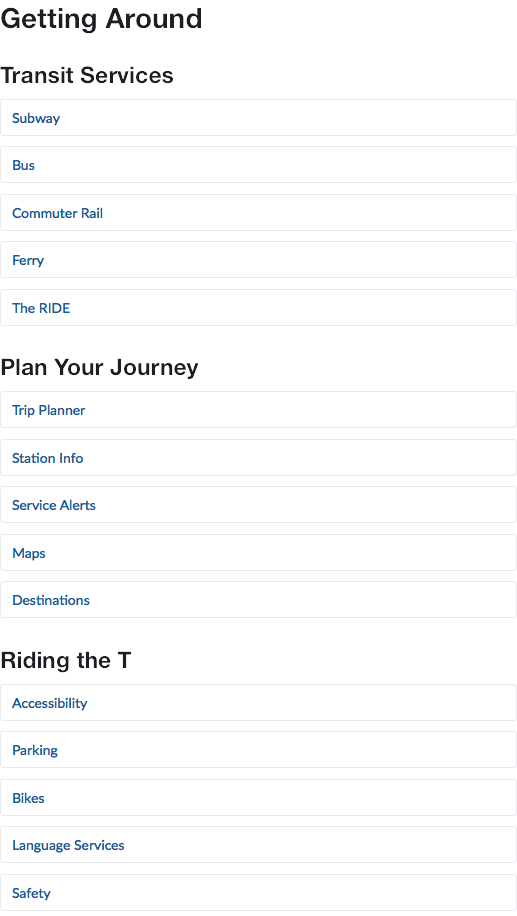 Getting Around
Transit Services
Subway
Bus
Commuter Rail
Ferry
The RIDE
Plan Your Journey
Trip Planner
Station Info
Service Alerts
Maps
Destinations
Riding the T
Accessibility
Parking
Bikes
Language Services
Safety